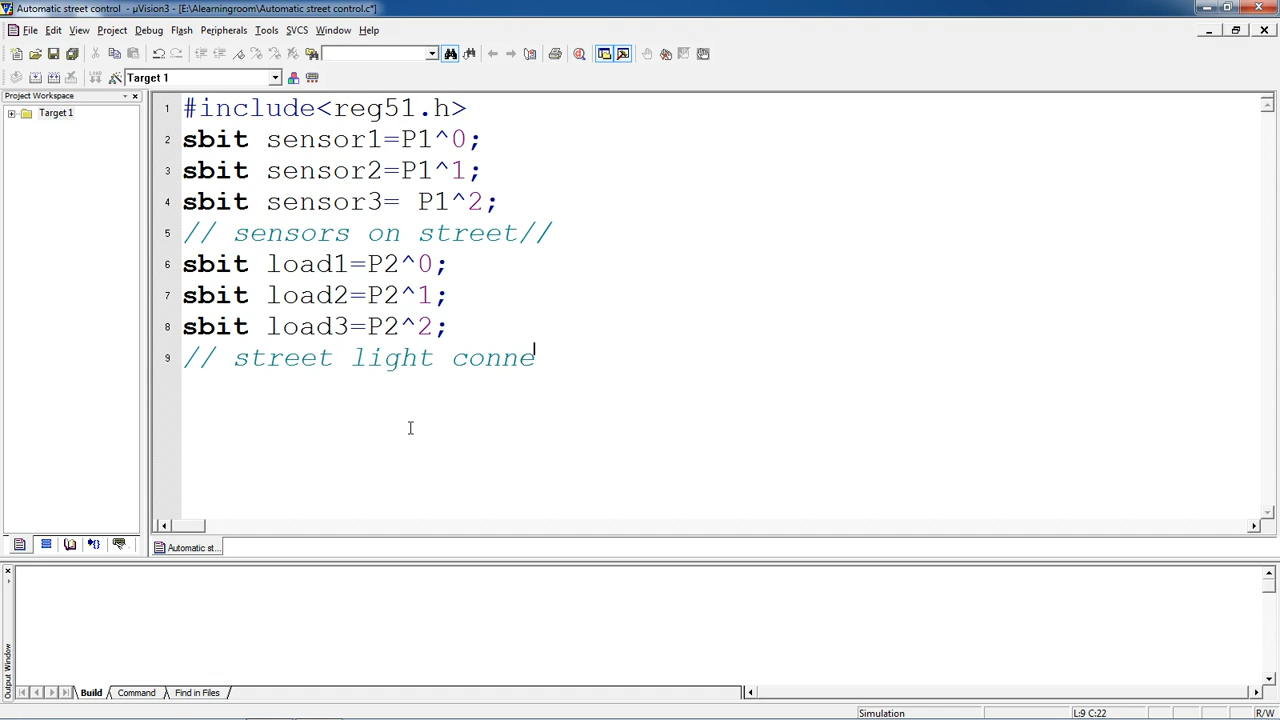 Automatic street control  - µVision3 - [E:\Alearningroom\Automatic street control.c*]
File Edit View Project Debug Flash Peripherals Tools SVCS Window Help
Target 1
Project Workspace
Target 1
1 #include<reg51.h>
2 sbit sensor1=P1^0;
3 sbit sensor2=P1^1;
4 sbit sensor3= P1^2;
5 // sensors on street//
6 sbit load1=P2^0;
7 sbit load2=P2^1;
8 sbit load3=P2^2;
9 // street light conne
Automatic st...
Output Window
Build Command Find in Files
Simulation L:9 C:22 R/W